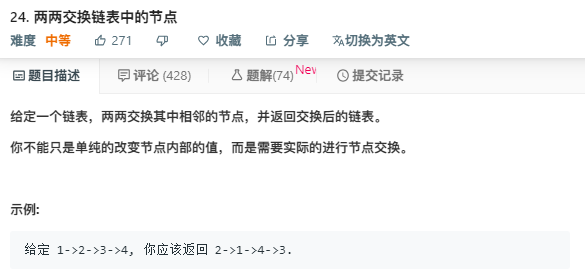 24. 两两交换链表中的节点
难度 中等 271 收藏 分享 切换为英文
题目描述 评论 (428) 题解(74) New 提交记录
给定一个链表，两两交换其中相邻的节点，并返回交换后的链表。
你不能只是单纯的改变节点内部的值，而是需要实际的进行节点交换。
示例:
给定 1->2->3->4, 你应该返回 2->1->4->3.